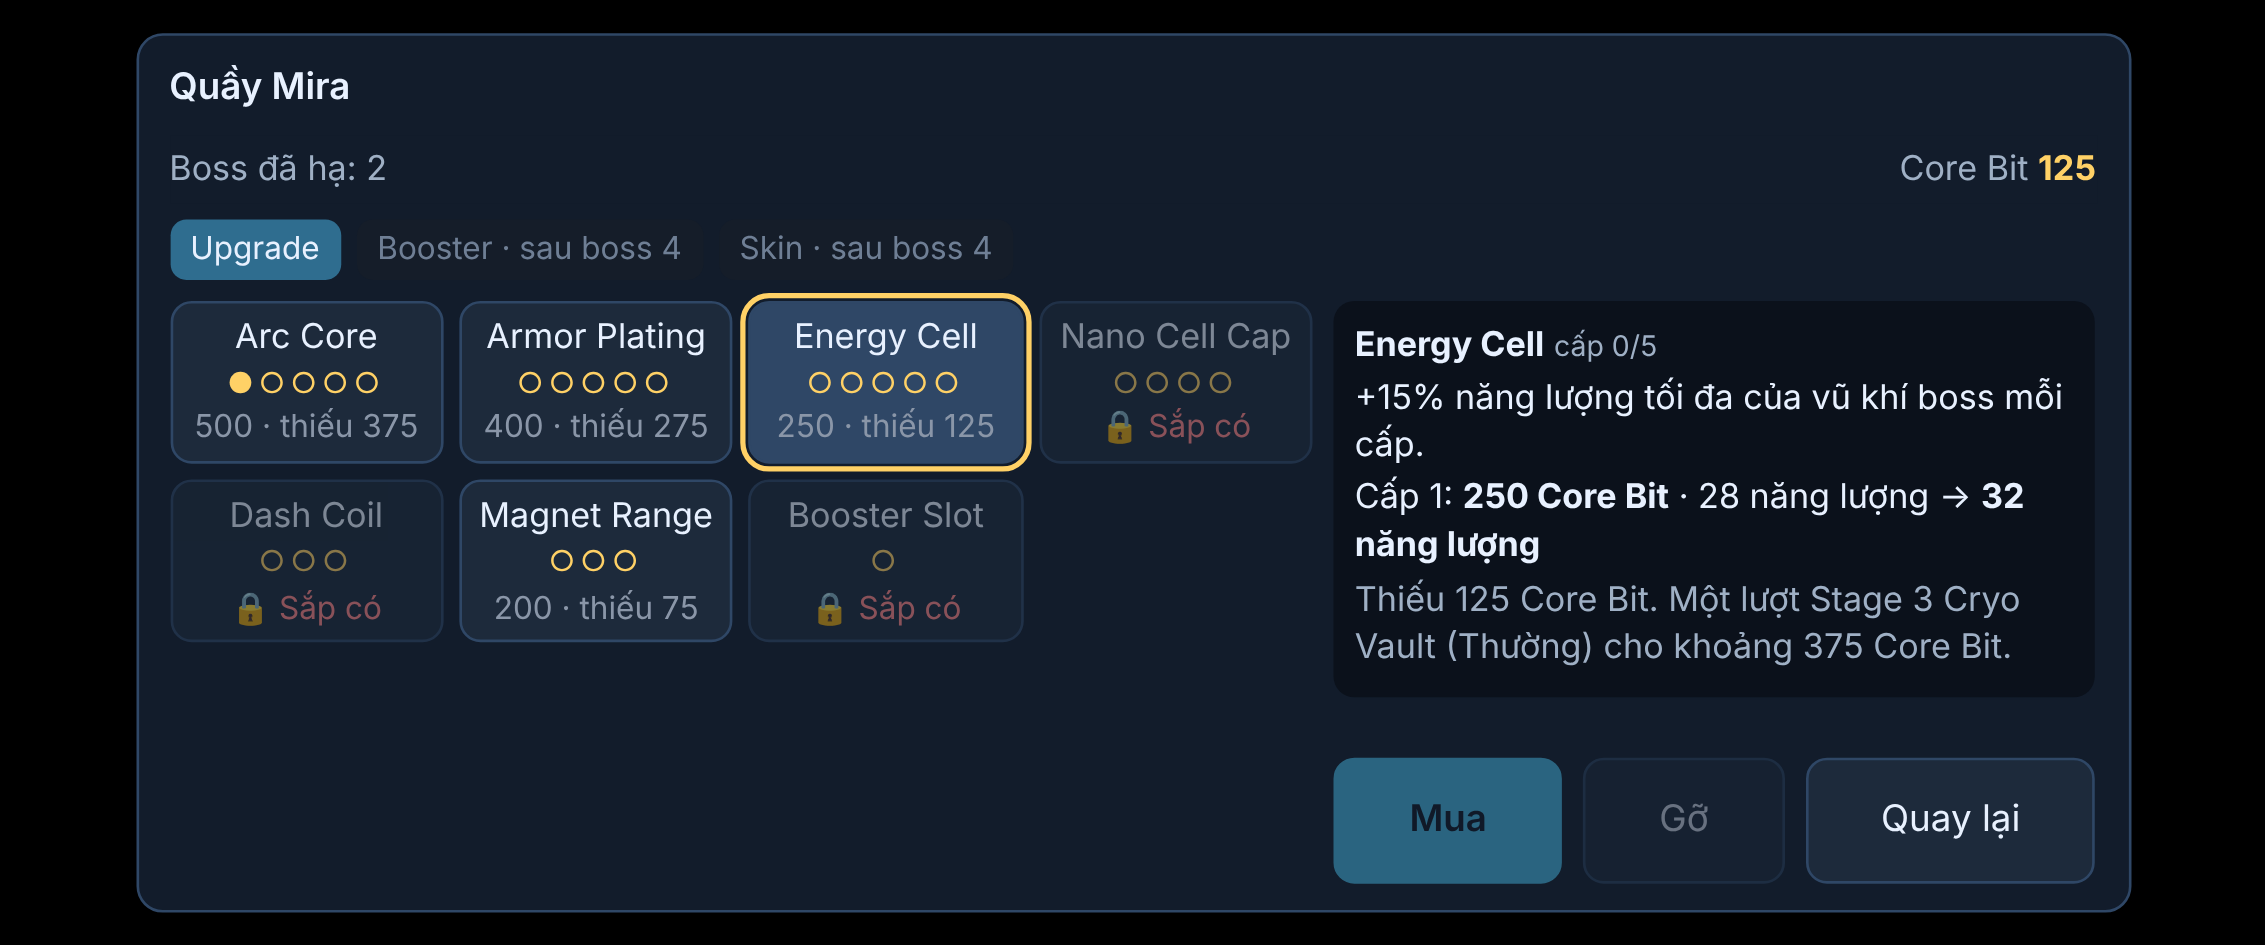 Quầy Mira
Boss đã hạ: 2
Core Bit 125
Upgrade
Booster · sau boss 4
Skin · sau boss 4
Arc Core
500 · thiếu 375
Armor Plating
400 · thiếu 275
Energy Cell
250 · thiếu 125
Nano Cell Cap
🔒 Sắp có
Dash Coil
🔒 Sắp có
Magnet Range
200 · thiếu 75
Booster Slot
🔒 Sắp có
Energy Cell cấp 0/5
+15% năng lượng tối đa của vũ khí boss mỗi
cấp.
Cấp 1: 250 Core Bit · 28 năng lượng → 32
năng lượng
Thiếu 125 Core Bit. Một lượt Stage 3 Cryo
Vault (Thường) cho khoảng 375 Core Bit.
Mua
Gỡ
Quay lại